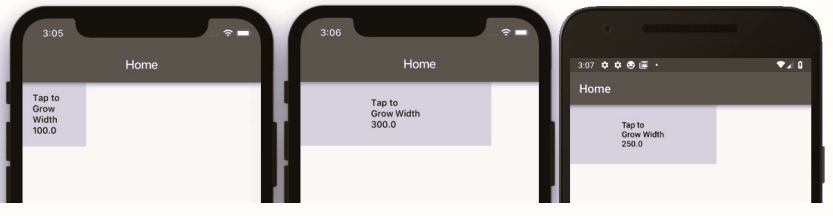 3:05
Home
Tap to
Grow
Width
100.0
3:06
Home
Tap to
Grow Width
300.0
3:07
Home
Tap to
Grow Width
250.0